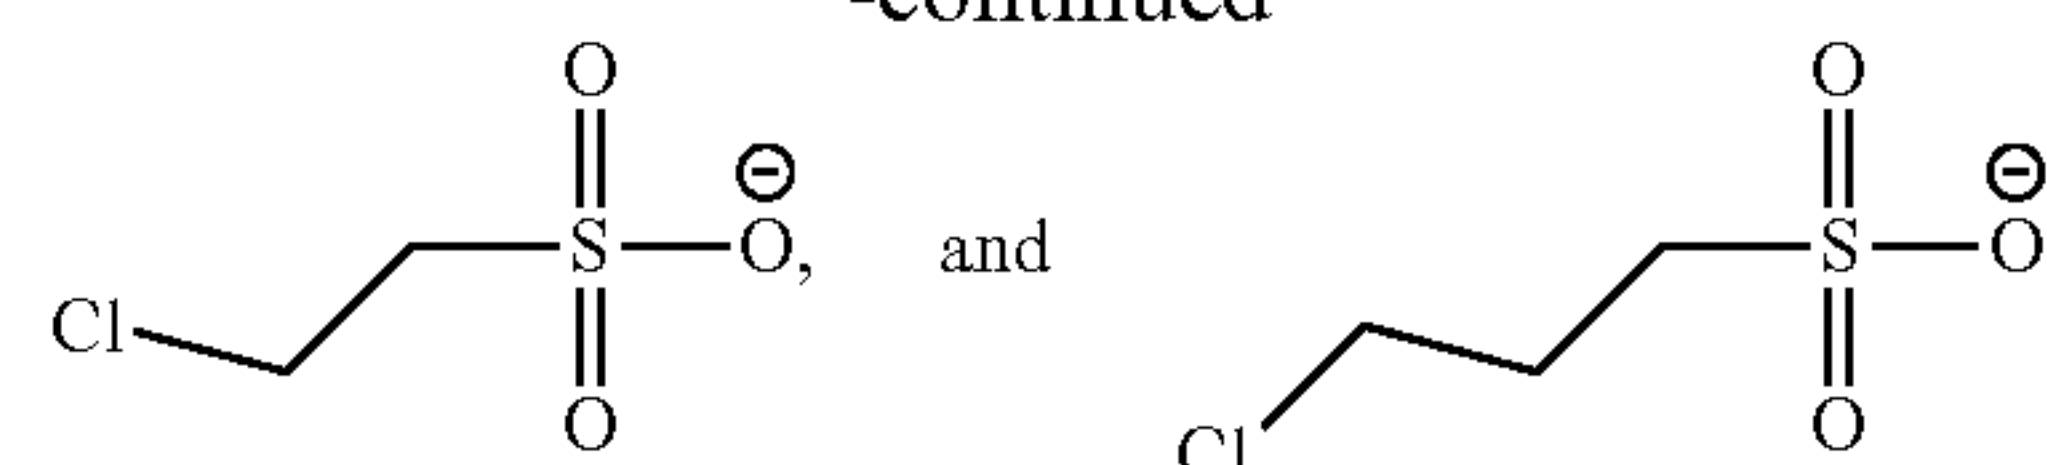 -continued
O O
⊖ ⊖
S O, and S O
Cl
O O
Cl